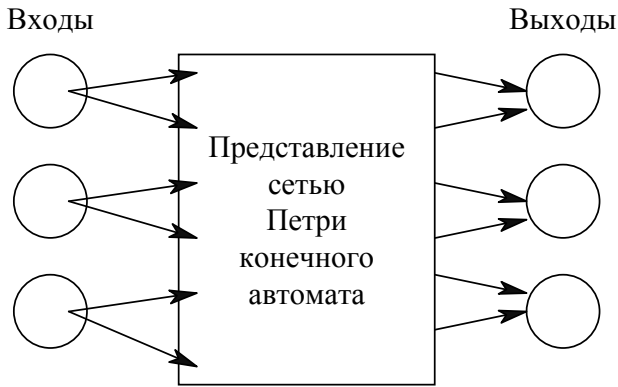 Входы
Выходы
Представление
сетью
Петри
конечного
автомата